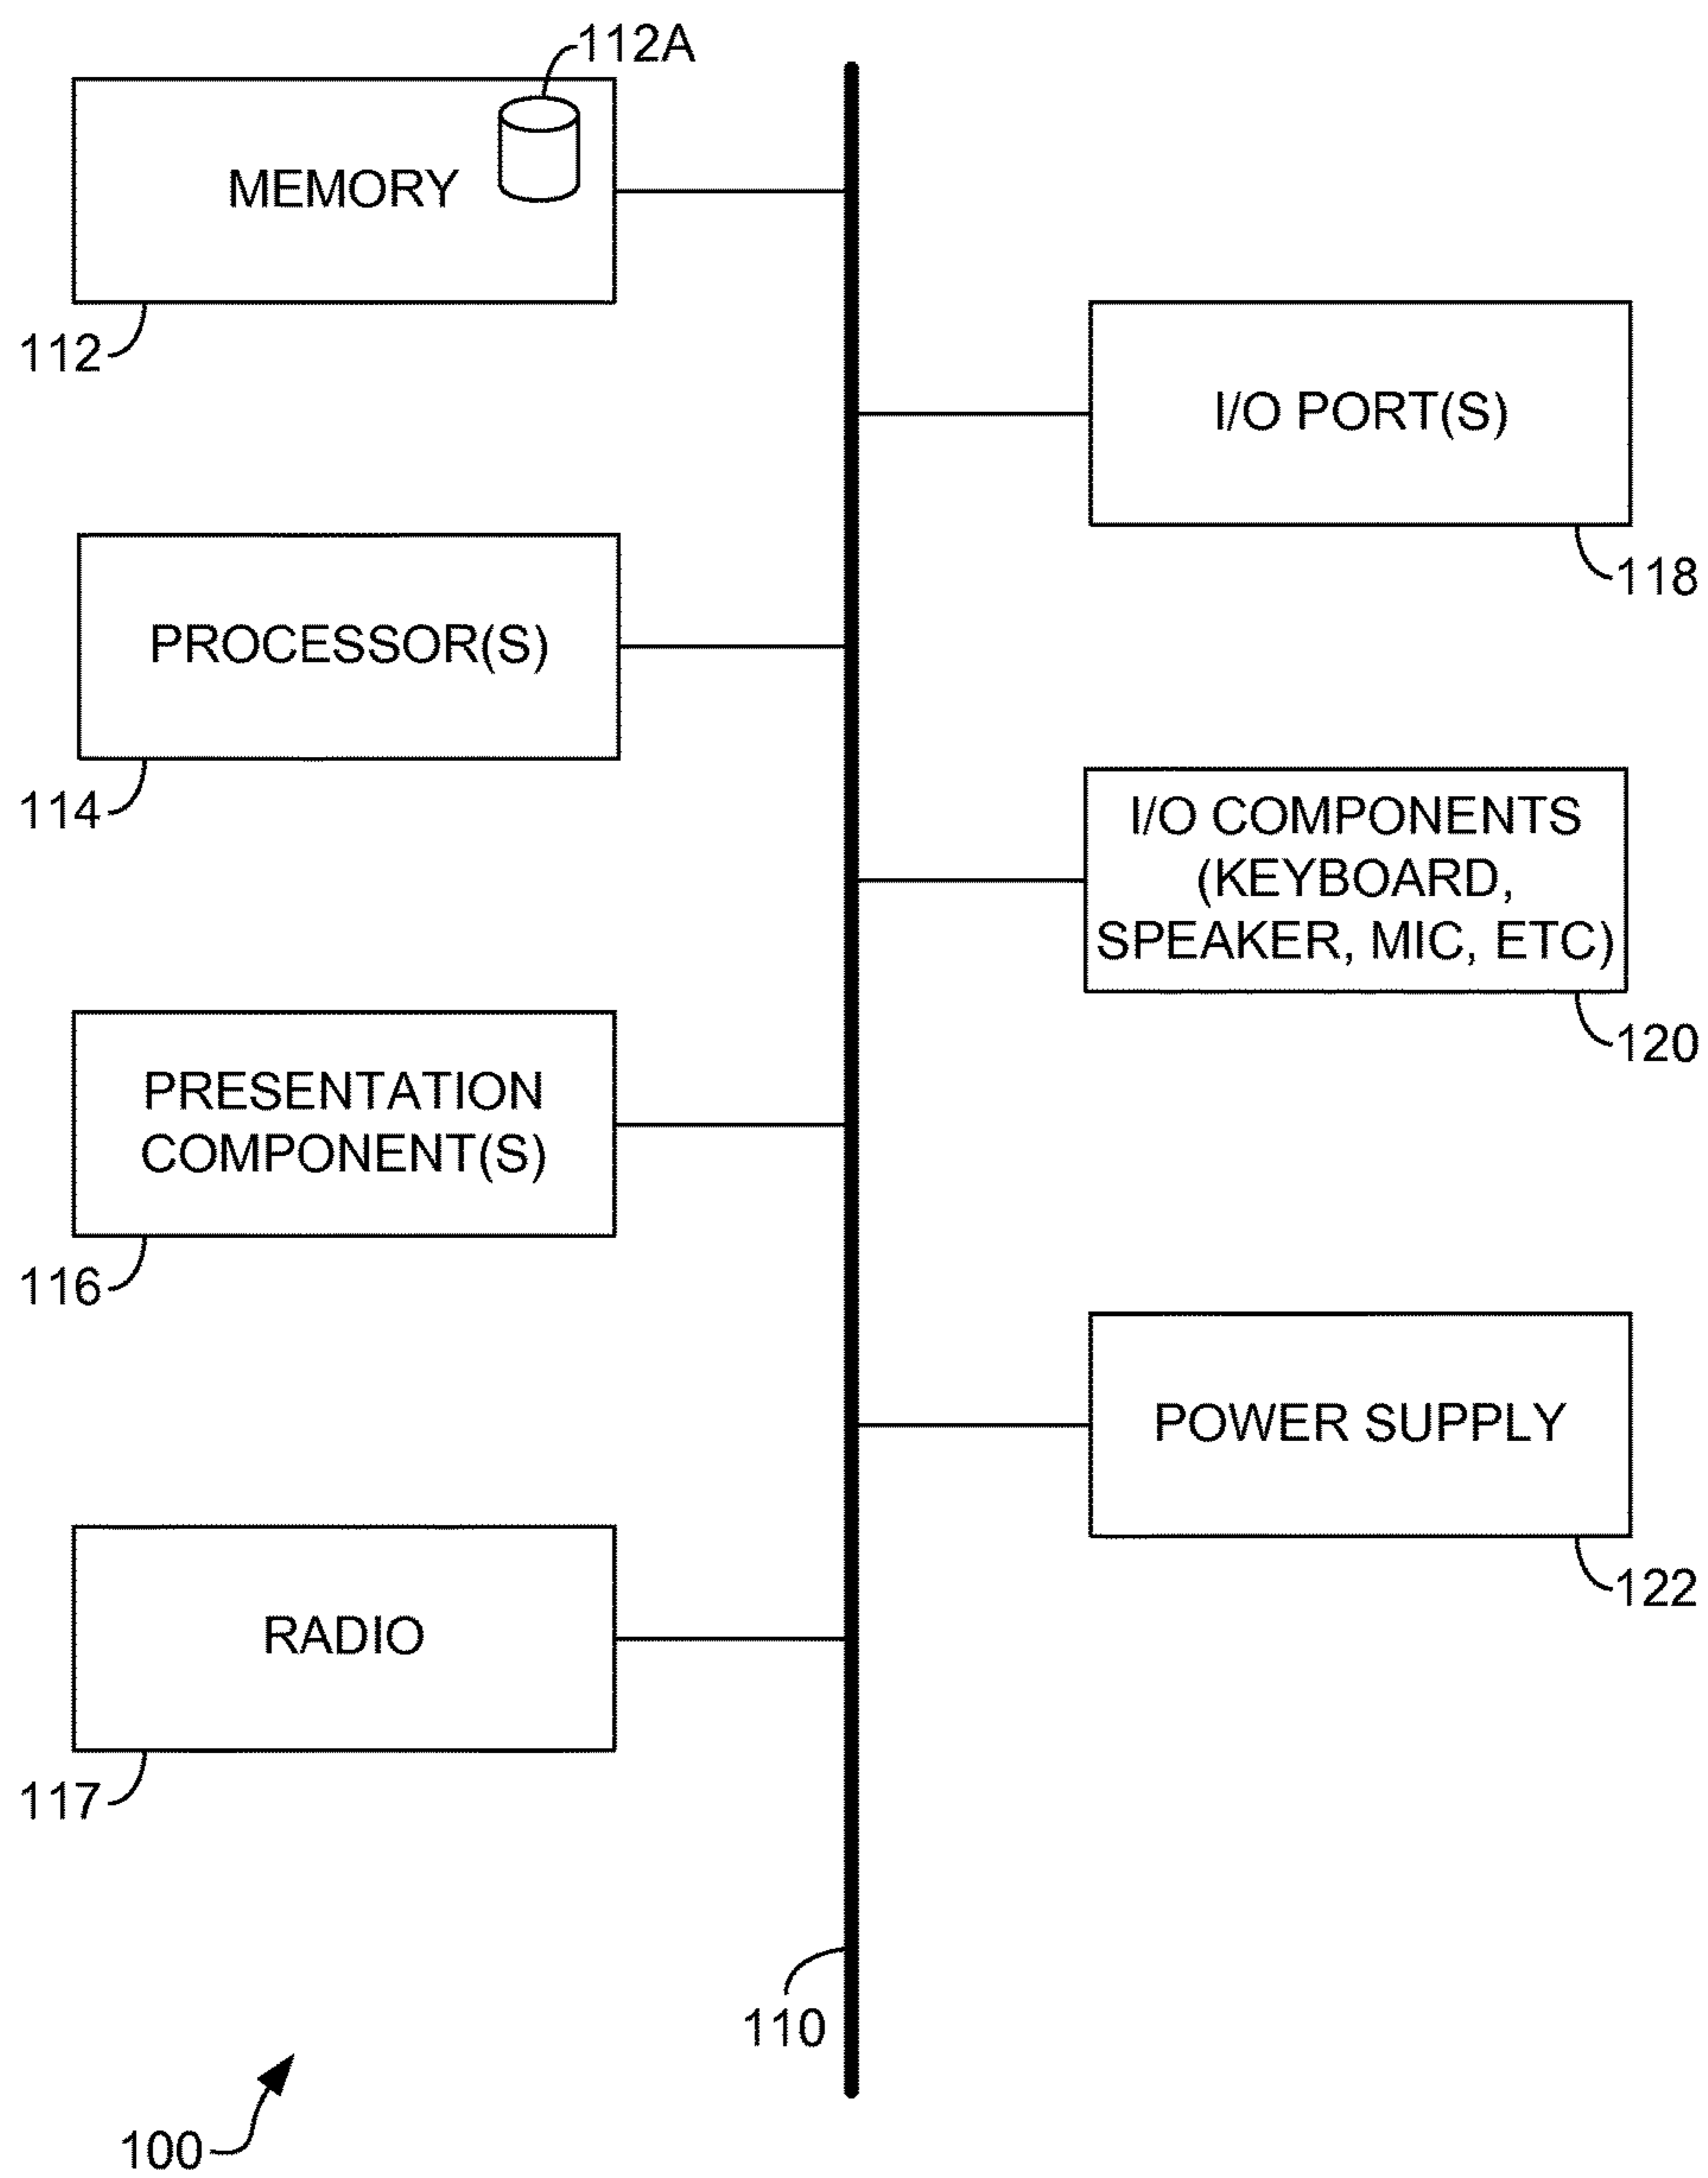 112A
MEMORY
112
I/O PORT(S)
118
PROCESSOR(S)
114
I/O COMPONENTS
(KEYBOARD,
SPEAKER, MIC, ETC)
120
PRESENTATION
COMPONENT(S)
116
POWER SUPPLY
122
RADIO
117
110
100